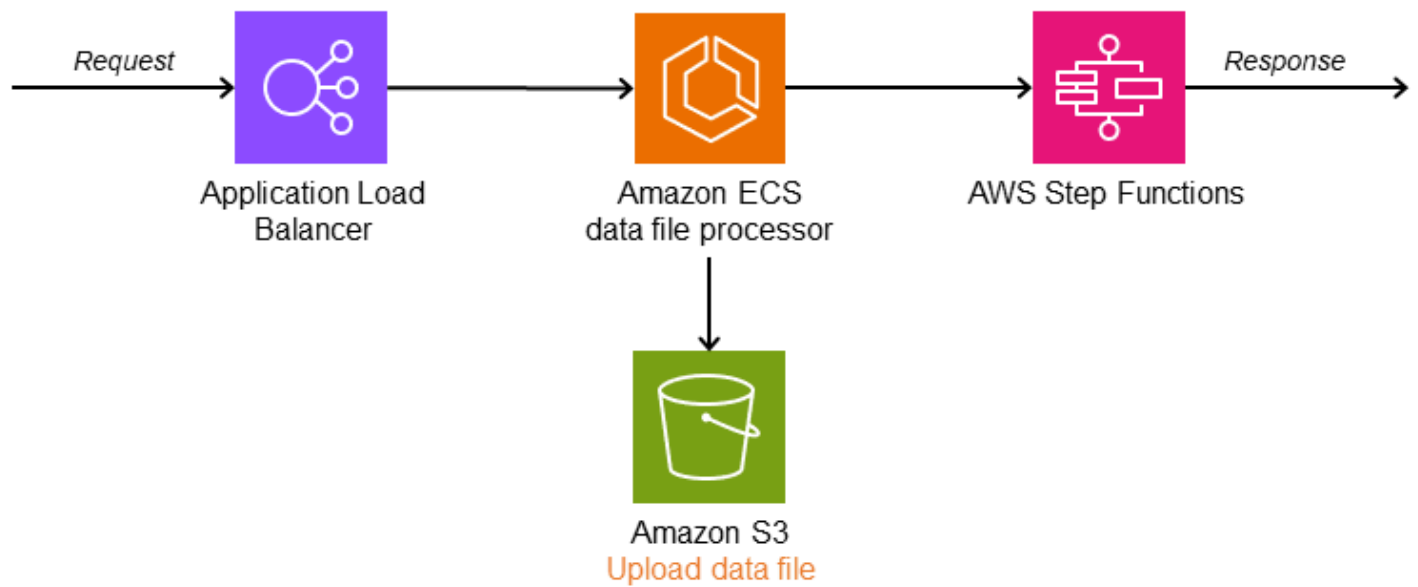 Request
Response
Application Load
Balancer
Amazon ECS
data file processor
AWS Step Functions
Amazon S3
Upload data file